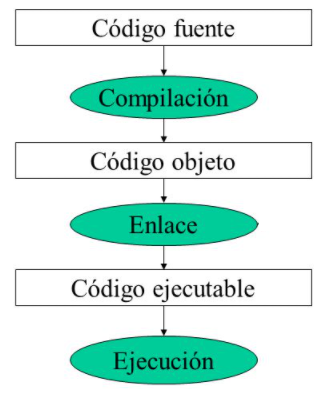 Código fuente
Compilación
Código objeto
Enlace
Código ejecutable
Ejecución